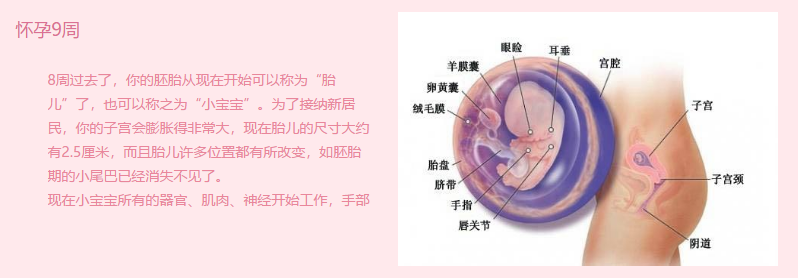 怀孕9周
8周过去了，你的胚胎从现在开始可以称为“胎
儿”了，也可以称之为“小宝宝”。为了接纳新居
民，你的子宫会膨胀得非常大，现在胎儿的尺寸大约
有2.5厘米，而且胎儿许多位置都有所改变，如胚胎
期的小尾巴已经消失不见了。
现在小宝宝所有的器官、肌肉、神经开始工作，手部
眼睑
耳垂
宫腔
羊膜囊
卵黄囊
绒毛膜
胎盘
脐带
手指
唇关节
子宫
子宫颈
阴道